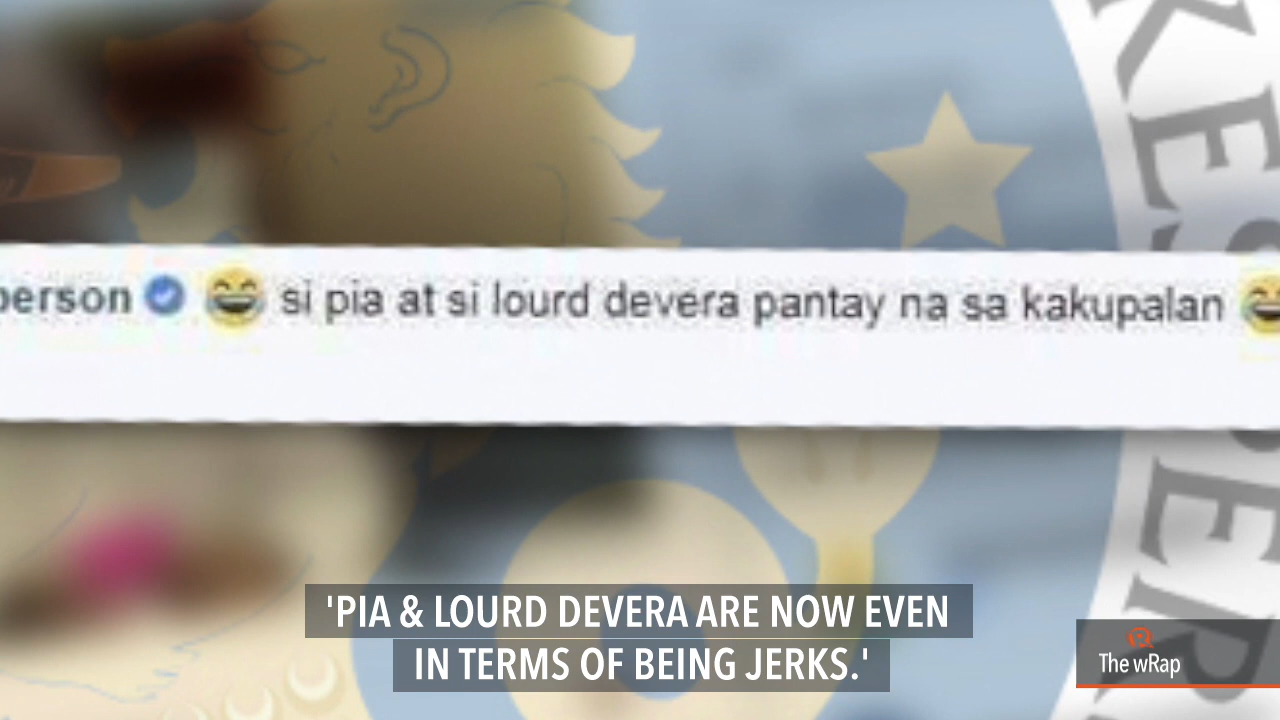 KESPER
person 😄 si pia at si lourd devera pantay na sa kakupalan 😄
'PIA & LOURD DEVERA ARE NOW EVEN
IN TERMS OF BEING JERKS.'
The wRap